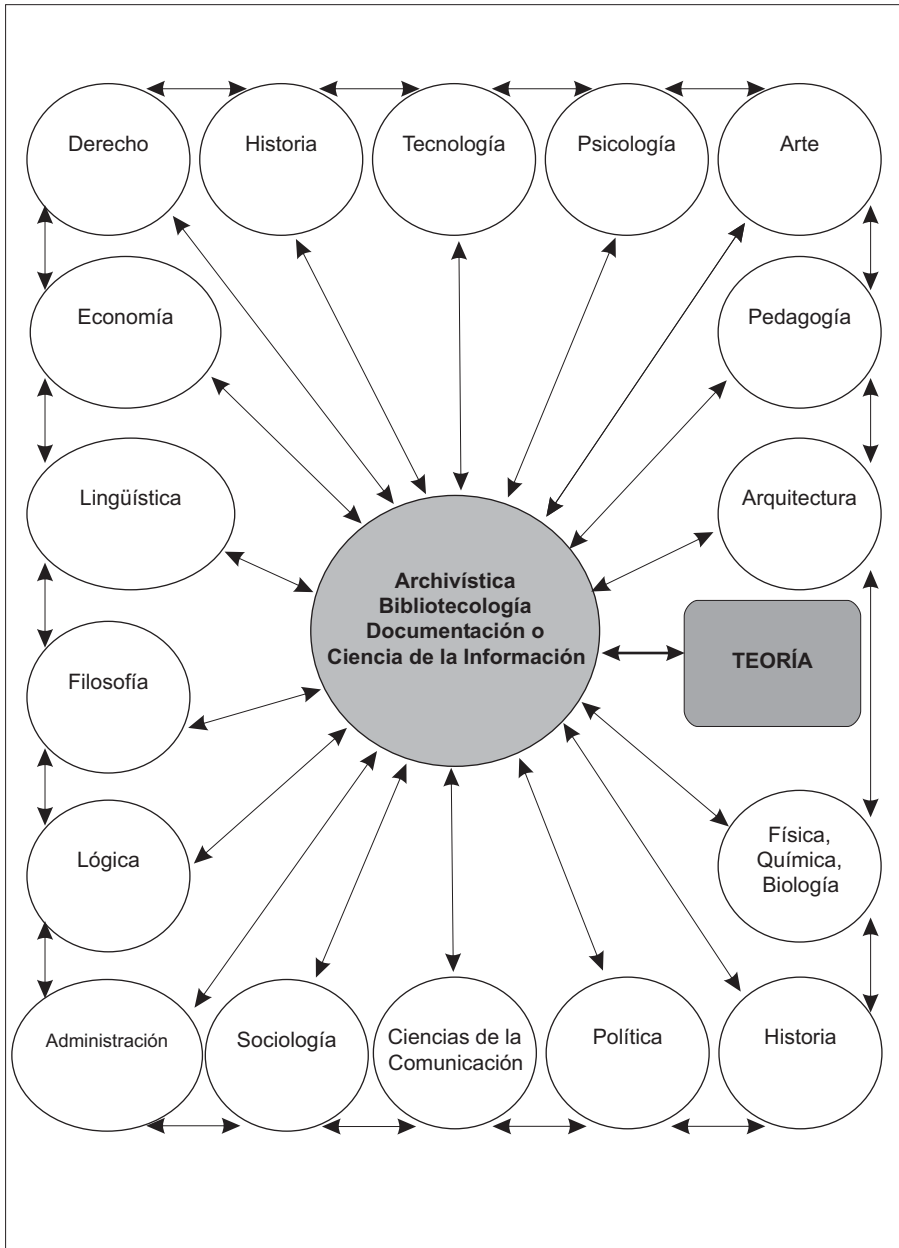 Derecho
Historia
Tecnología
Psicología
Arte
Economía
Pedagogía
Lingüística
Arquitectura
Archivística
Bibliotecología
Documentación o
Ciencia de la Información
TEORÍA
Filosofía
Lógica
Física,
Química,
Biología
Administración
Sociología
Ciencias de la
Comunicación
Política
Historia